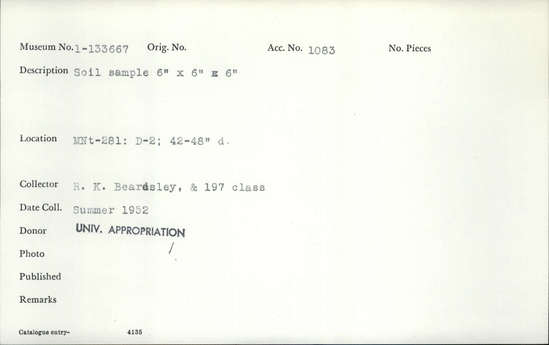 Museum No. 1-133667 Orig. No. Acc. No. 1083 No. Pieces
Description Soil sample 6" x 6" x 6"
Location MNt-281: D-2; 42-48" d.
Collector R. K. Beardsley, & 197 class
Date Coll. Summer 1952
Donor UNIV. APPROPRIATION
Photo /
Published
Remarks
Catalogue entry- 4135